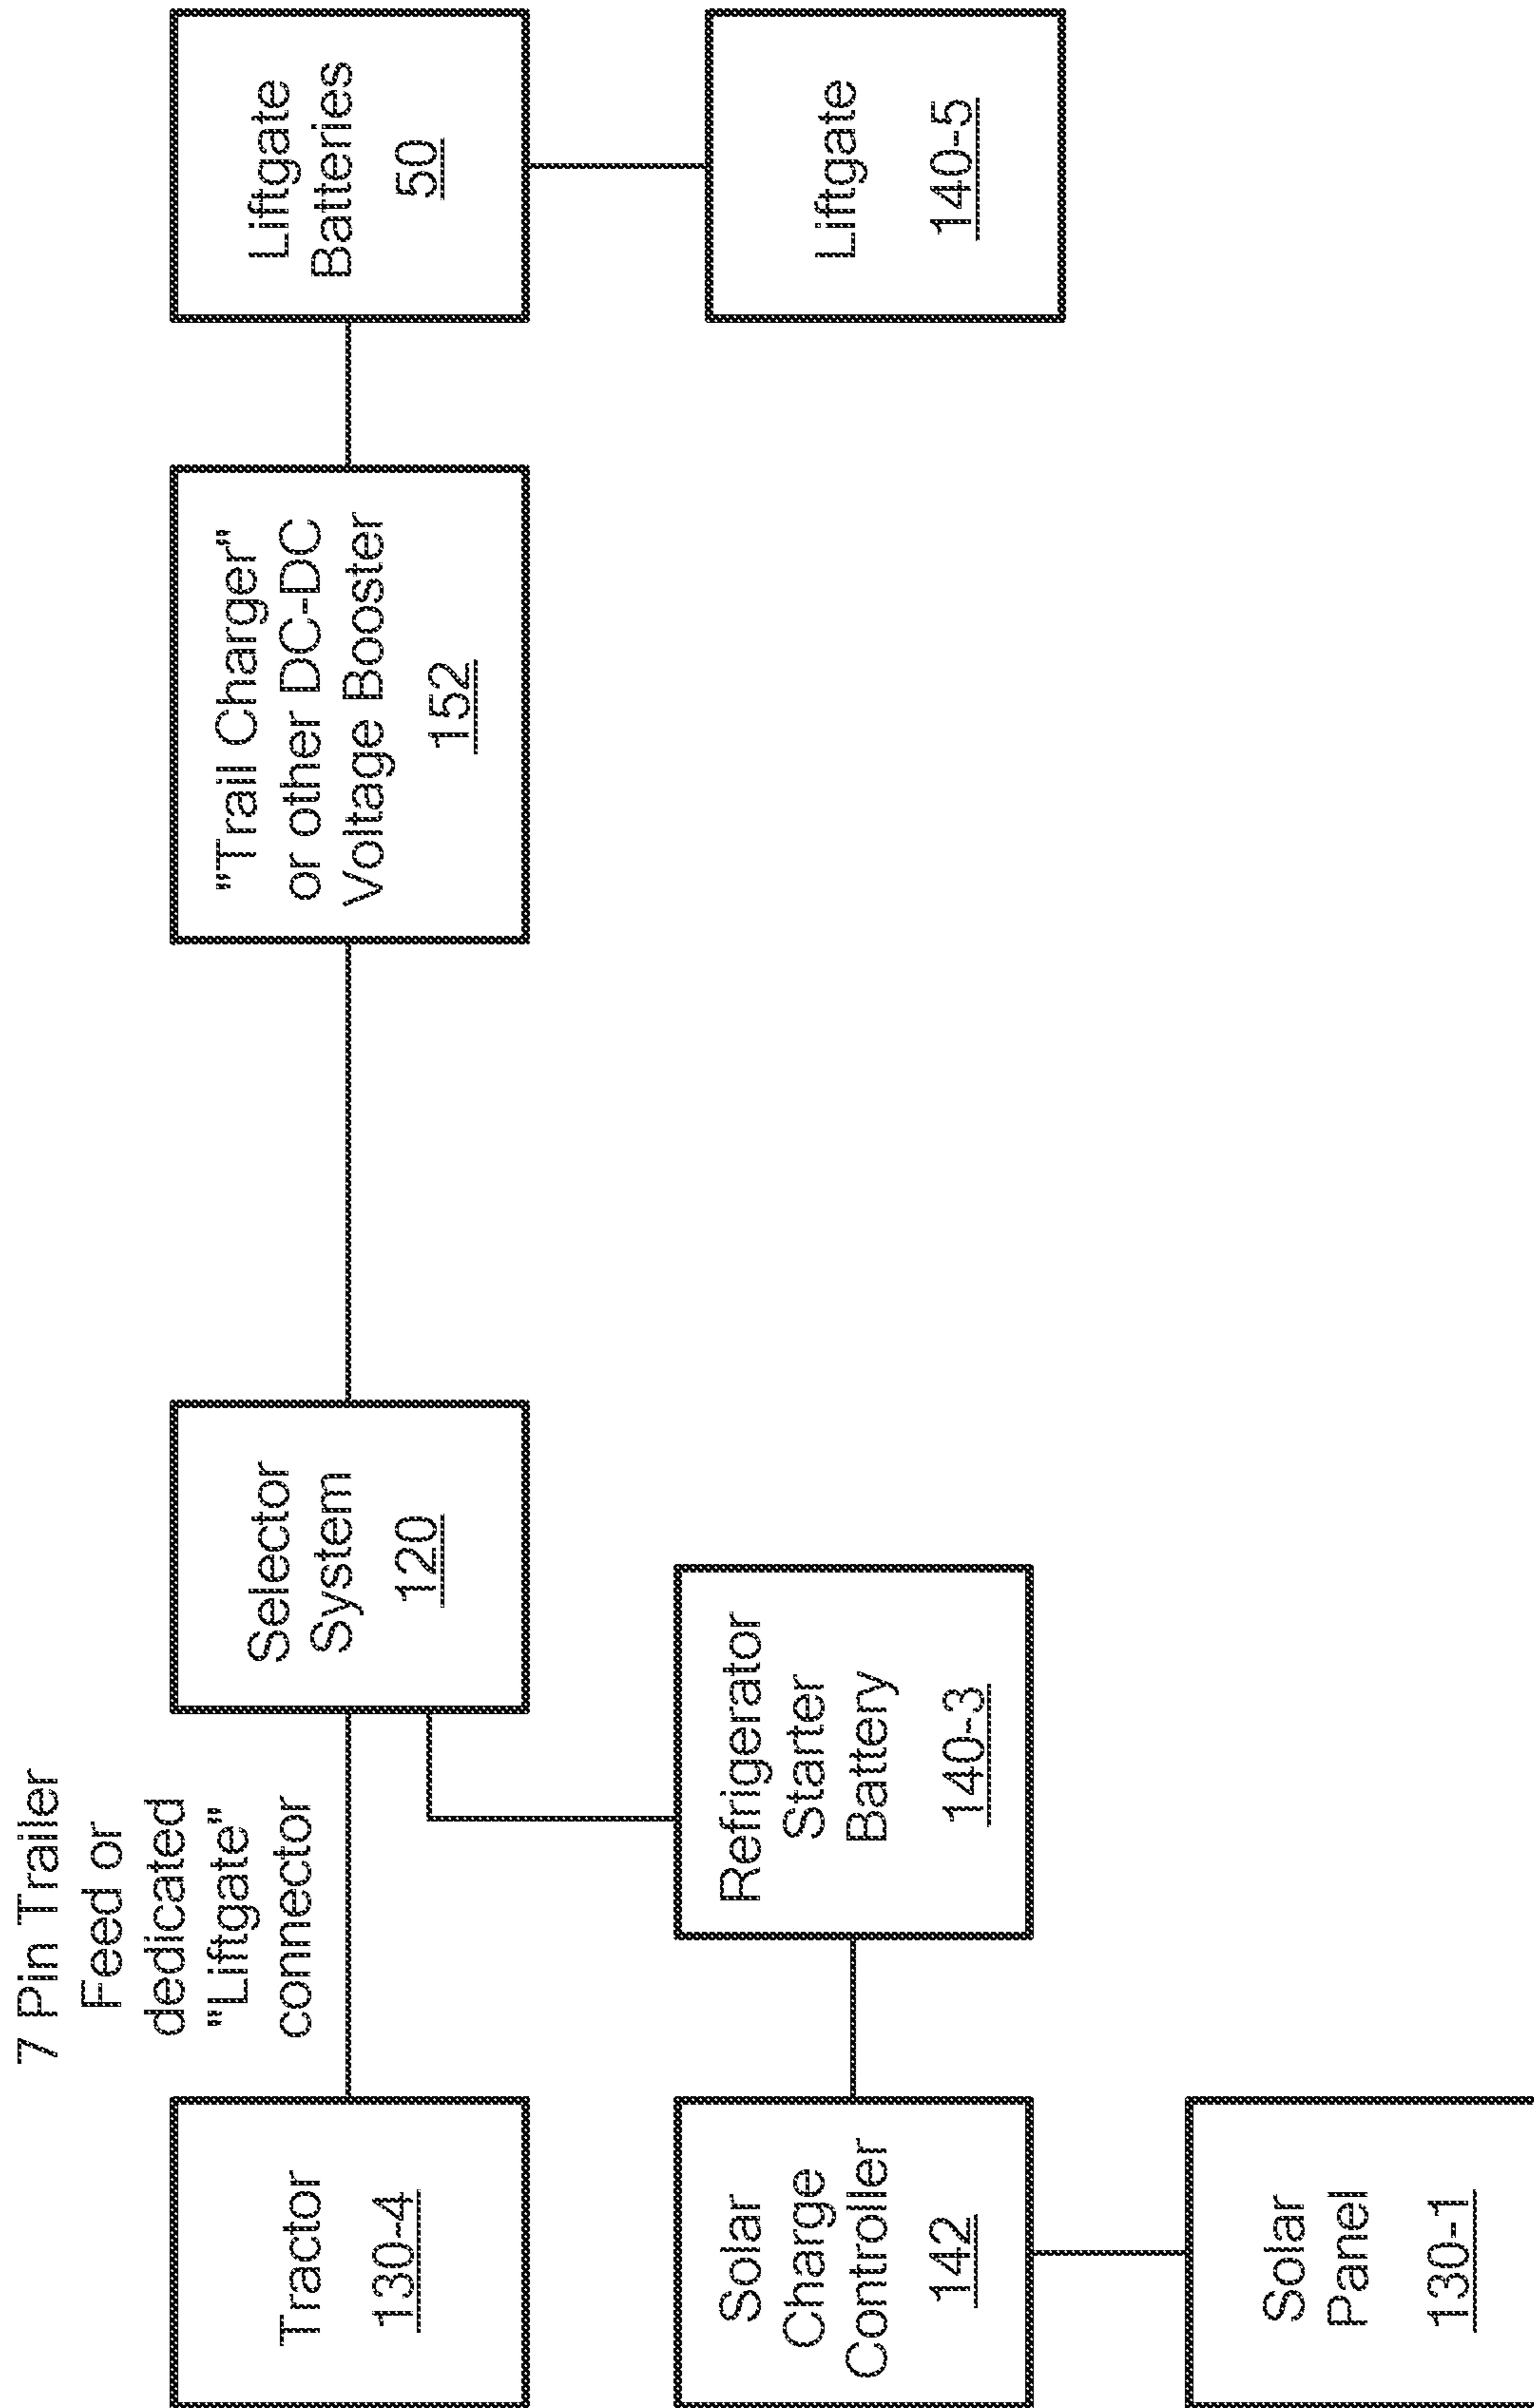 7 Pin Trailer
Feed or
dedicated
"Liftgate"
connector
Tractor
130-4
Selector
System
120
"Trail Charger"
or other DC-DC
Voltage Booster
152
Liftgate
Batteries
50
Solar
Charge
Controller
142
Refrigerator
Starter
Battery
140-3
Liftgate
140-5
Solar
Panel
130-1